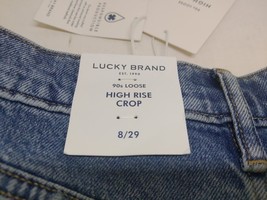 LUCKY BRAND
EST. 1990
90s LOOSE
HIGH RISE
CROP
8/29